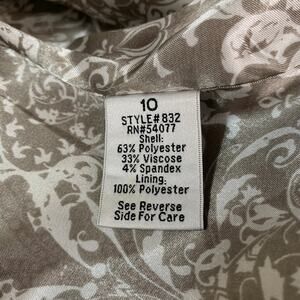 10
STYLE#832
RN#54077
Shell:
63% Polyester
33% Viscose
4% Spandex
Lining:
100% Polyester
See Reverse
Side For Care